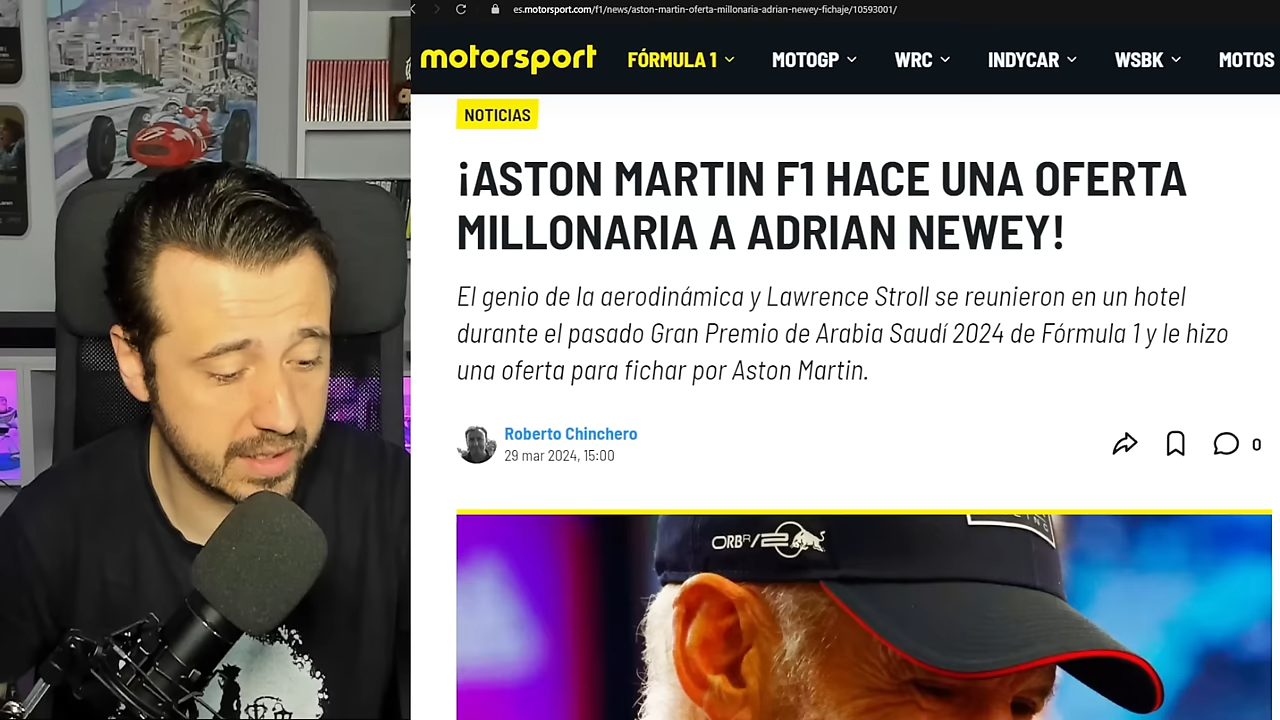 es.motorsport.com/f1/news/aston-martin-oferta-millonaria-adrian-newey-fichaje/10593001/
motorsport
FÓRMULA 1
MOTOGP
WRC
INDYCAR
WSBK
MOTOS
NOTICIAS
¡ASTON MARTIN F1 HACE UNA OFERTA
MILLONARIA A ADRIAN NEWEY!
El genio de la aerodinámica y Lawrence Stroll se reunieron en un hotel
durante el pasado Gran Premio de Arabia Saudí 2024 de Fórmula 1 y le hizo
una oferta para fichar por Aston Martin.
Roberto Chinchero
29 mar 2024, 15:00
0
ORBR/